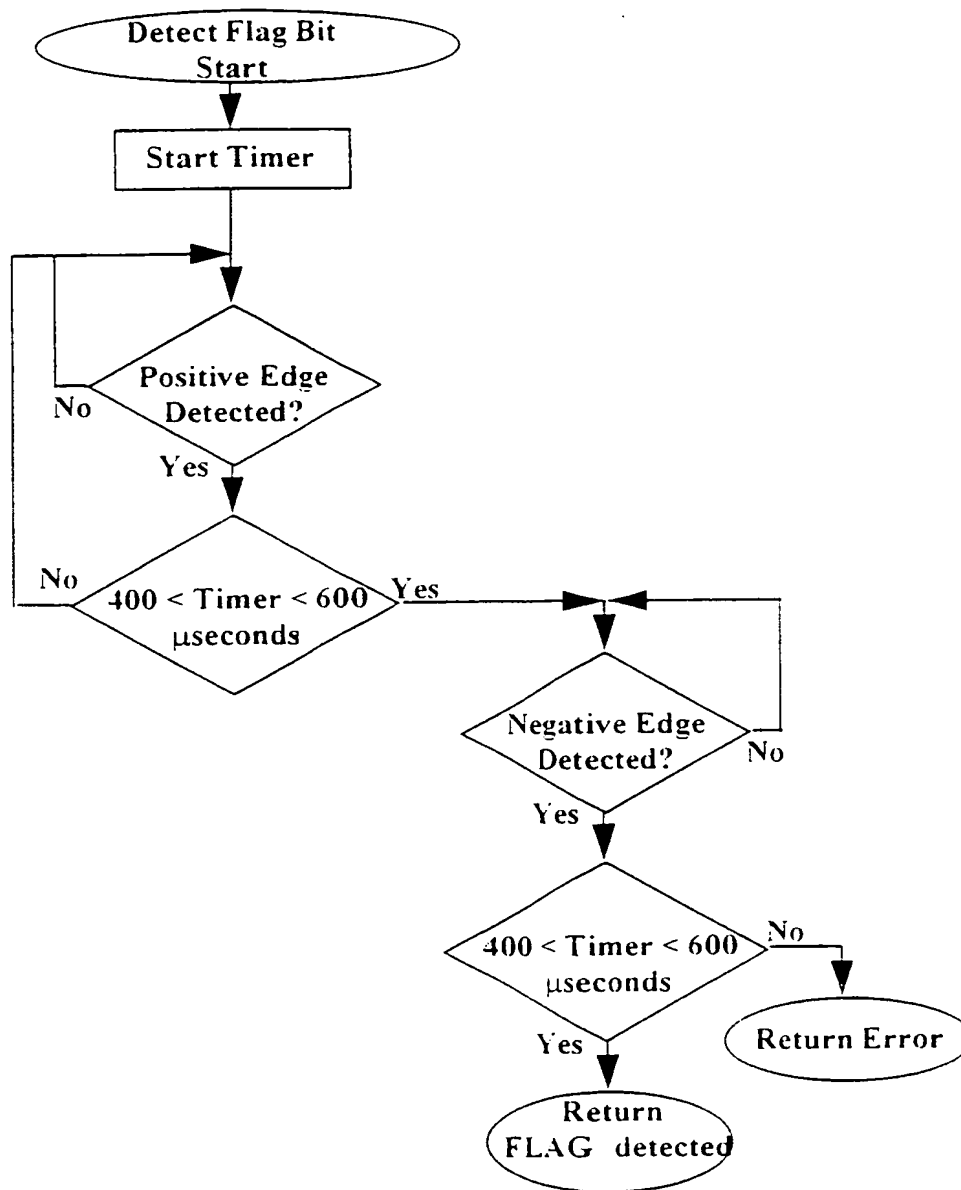 Detect Flag Bit
Start
Start Timer
Positive Edge
Detected?
No
Yes
No
400 < Timer < 600
µseconds
Yes
Negative Edge
Detected?
No
Yes
400 < Timer < 600
µseconds
No
Yes
Return Error
Return
FLAG detected